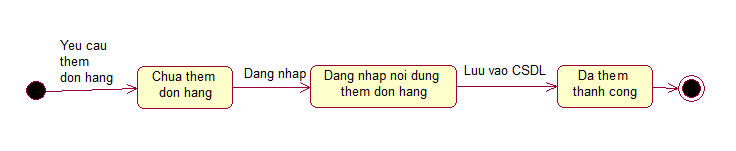 Yeu cau
them
don hang
Chua them
don hang
Dang nhap
Dang nhap noi dung
them don hang
Luu vao CSDL
Da them
thanh cong